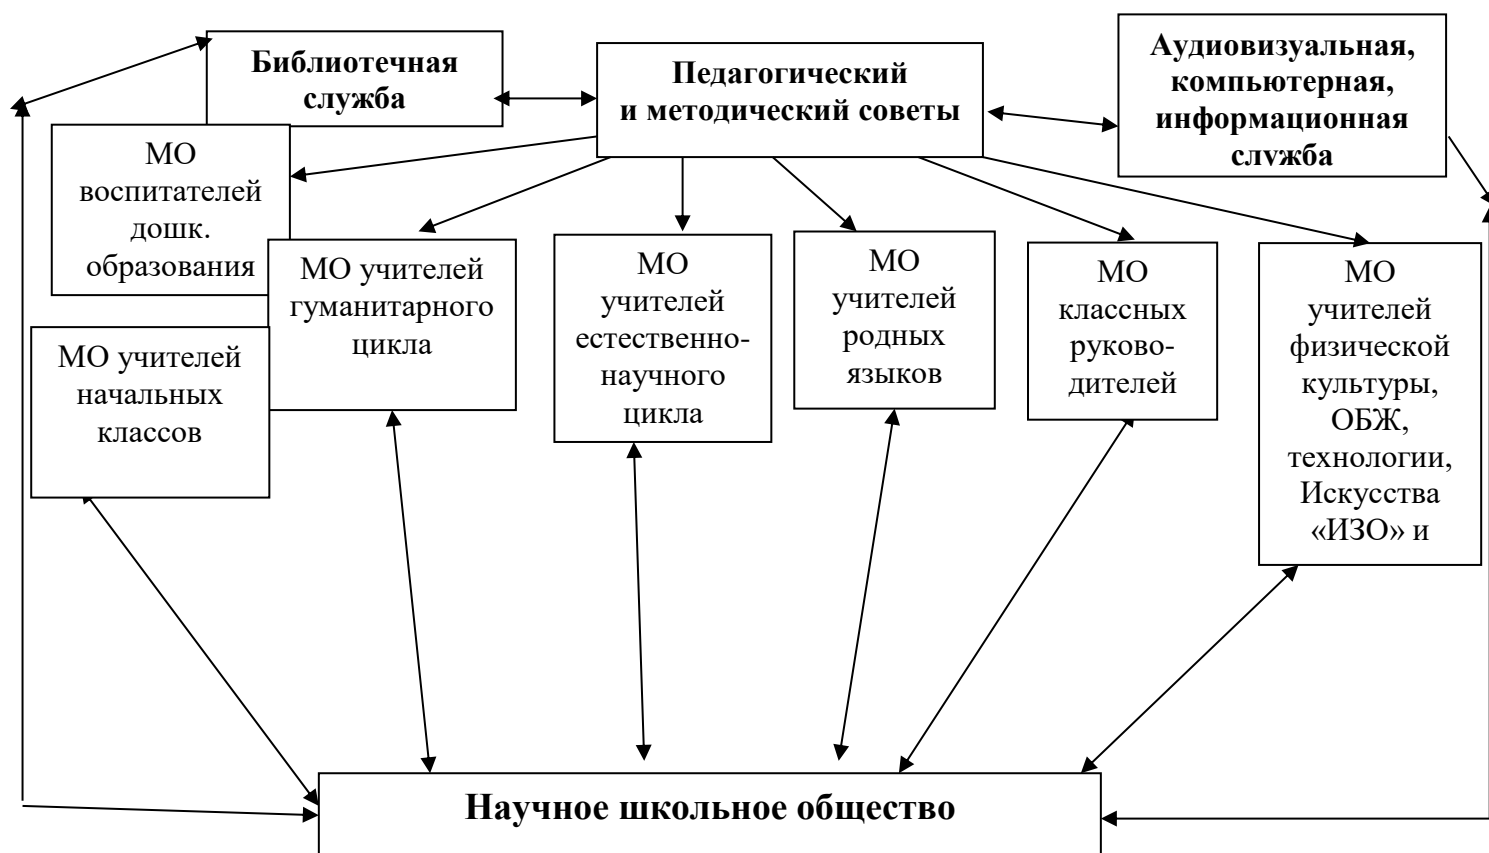 Библиотечная
служба
Педагогический
и методический советы
Аудиовизуальная,
компьютерная,
информационная
служба
МО
воспитателей
дошк.
образования
МО учителей
гуманитарного
цикла
МО
учителей
естественно-
научного
цикла
МО
учителей
родных
языков
МО
классных
руково-
дителей
МО
учителей
физической
культуры,
ОБЖ,
технологии,
Искусства
«ИЗО» и
МО учителей
начальных
классов
Научное школьное общество